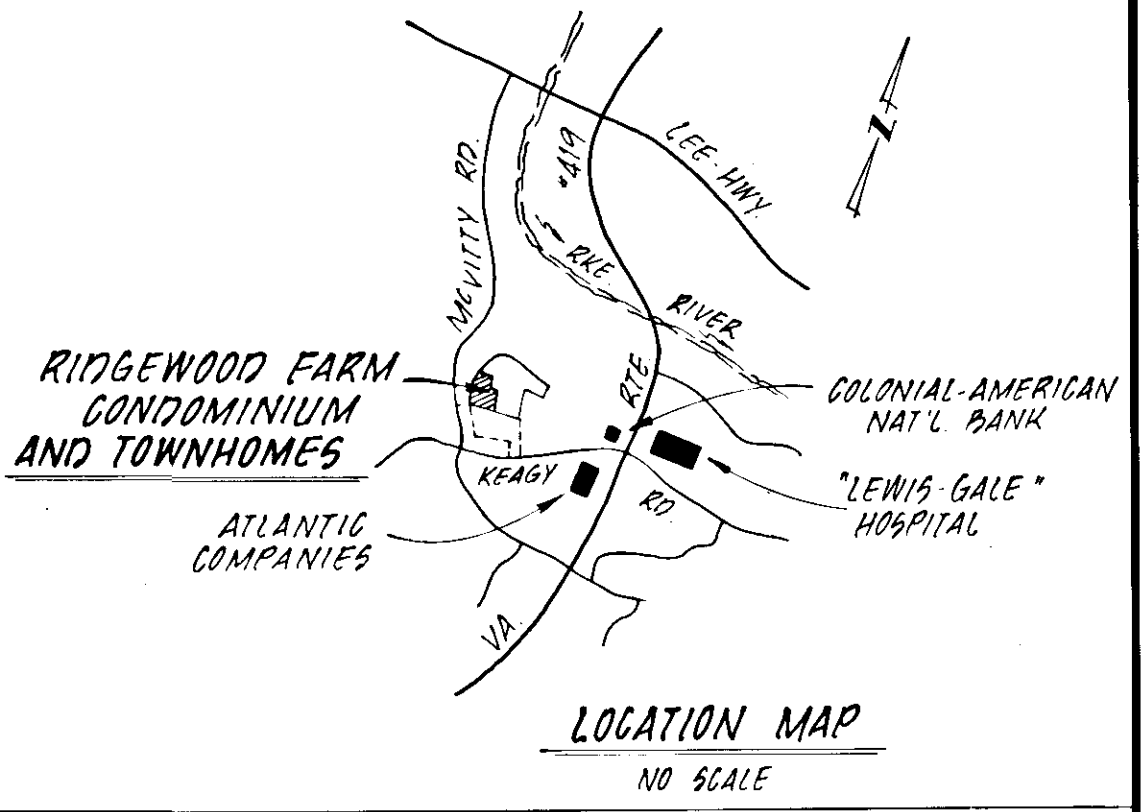 LEE-HWY.
#419
MCVITTY RD.
N
S
RKE.
RIVER
RIDGEWOOD FARM
CONDOMINIUM
AND TOWNHOMES
RTE.
COLONIAL-AMERICAN
NAT'L. BANK
KEAGY
RD.
"LEWIS-GALE"
HOSPITAL
ATLANTIC
COMPANIES
VA.
LOCATION MAP
NO SCALE